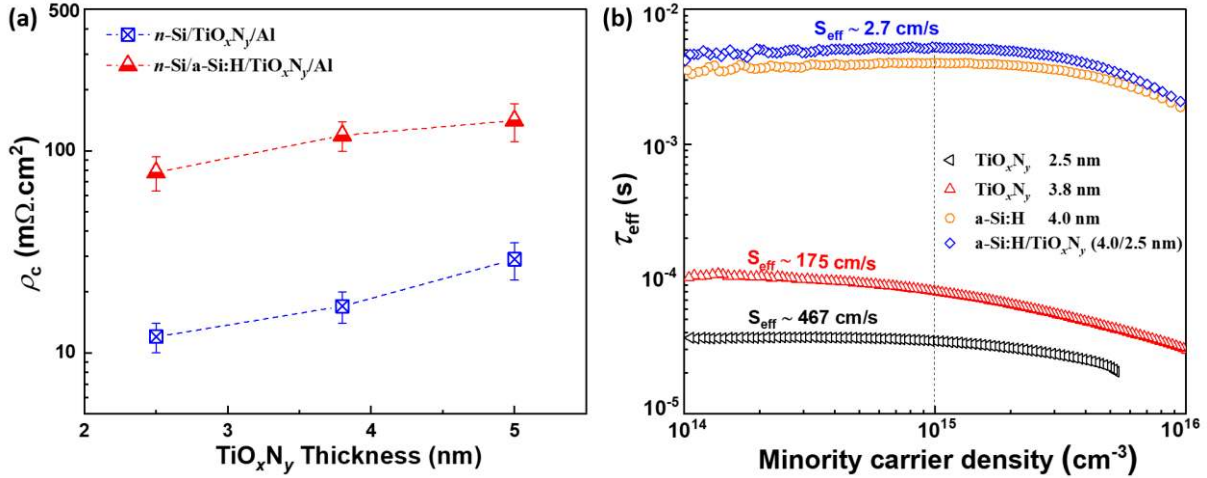 (a)
500
100
10
ρc (mΩ.cm²)
n-Si/TiOxNy/Al
n-Si/a-Si:H/TiOxNy/Al
2 3 4 5
TiOxNy Thickness (nm)
(b)
10⁻²
10⁻³
10⁻⁴
10⁻⁵
τeff (s)
Seff ~ 2.7 cm/s
TiOxNy 2.5 nm
TiOxNy 3.8 nm
a-Si:H 4.0 nm
a-Si:H/TiOxNy (4.0/2.5 nm)
Seff ~ 175 cm/s
Seff ~ 467 cm/s
10¹⁴ 10¹⁵ 10¹⁶
Minority carrier density (cm⁻³)